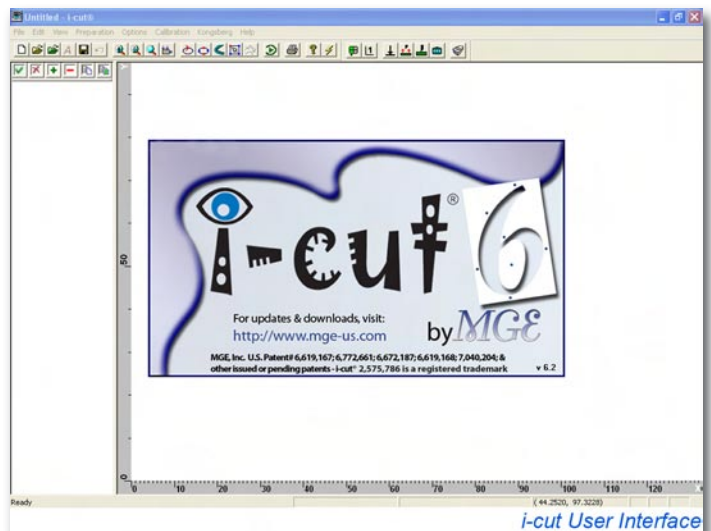 Untitled - i-cut®
File Edit View Preparation Options Calibration Kongsberg Help
50
i-cut® 6
For updates & downloads, visit:
http://www.mge-us.com
by MGE
MGE, Inc. U.S. Patent# 6,619,167; 6,772,661; 6,672,187; 6,619,168; 7,040,204; &
other issued or pending patents - i-cut® 2,575,786 is a registered trademark
v 6.2
0
0 10 20 30 40 50 60 70 80 90 100 110 120
Ready
( 44.2520, 97.3228)
i-cut User Interface